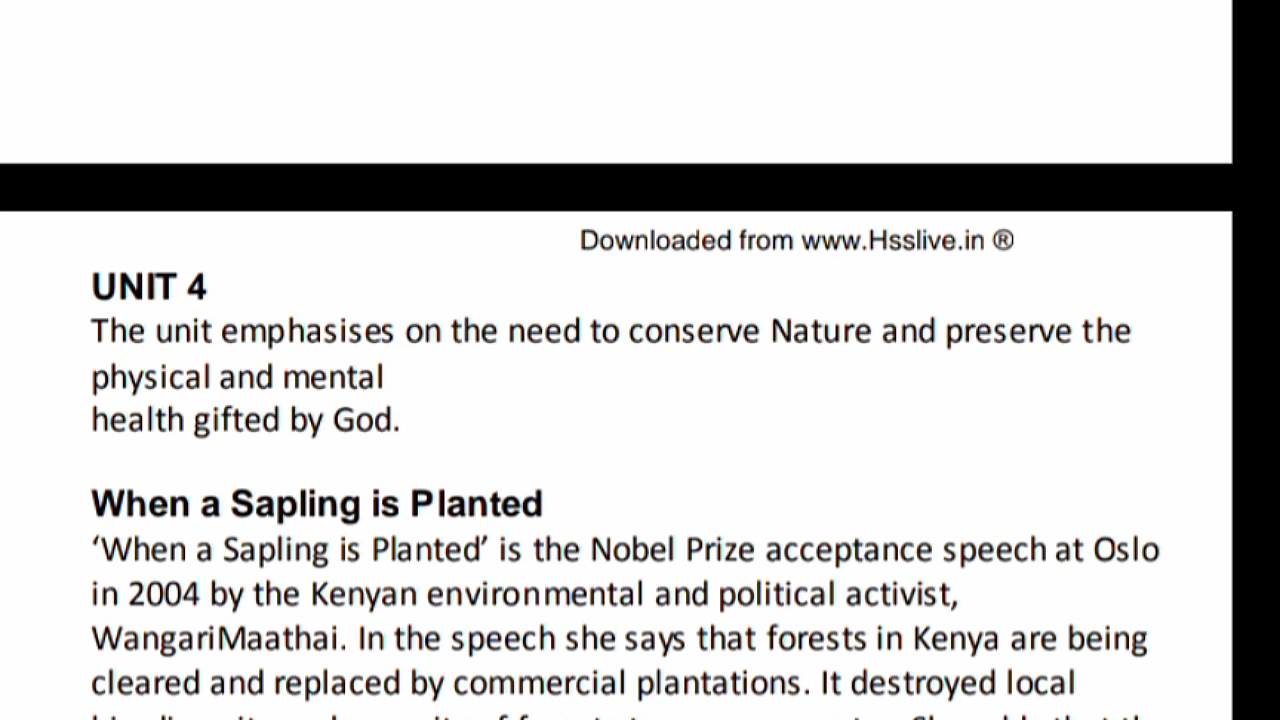 Downloaded from www.Hsslive.in ®
UNIT 4
The unit emphasises on the need to conserve Nature and preserve the
physical and mental
health gifted by God.
When a Sapling is Planted
‘When a Sapling is Planted’ is the Nobel Prize acceptance speech at Oslo
in 2004 by the Kenyan environmental and political activist,
WangariMaathai. In the speech she says that forests in Kenya are being
cleared and replaced by commercial plantations. It destroyed local